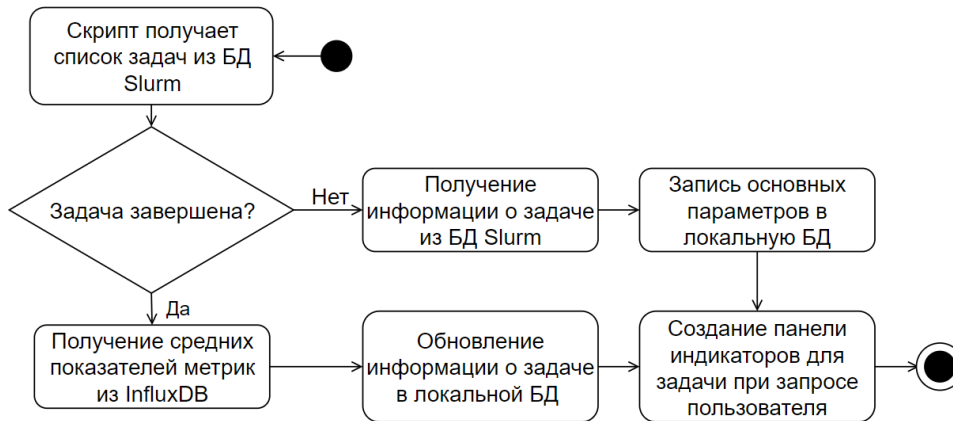 Скрипт получает
список задач из БД
Slurm
Задача завершена?
Нет
Получение
информации о задаче
из БД Slurm
Запись основных
параметров в
локальную БД
Да
Получение средних
показателей метрик
из InfluxDB
Обновление
информации о задаче
в локальной БД
Создание панели
индикаторов для
задачи при запросе
пользователя